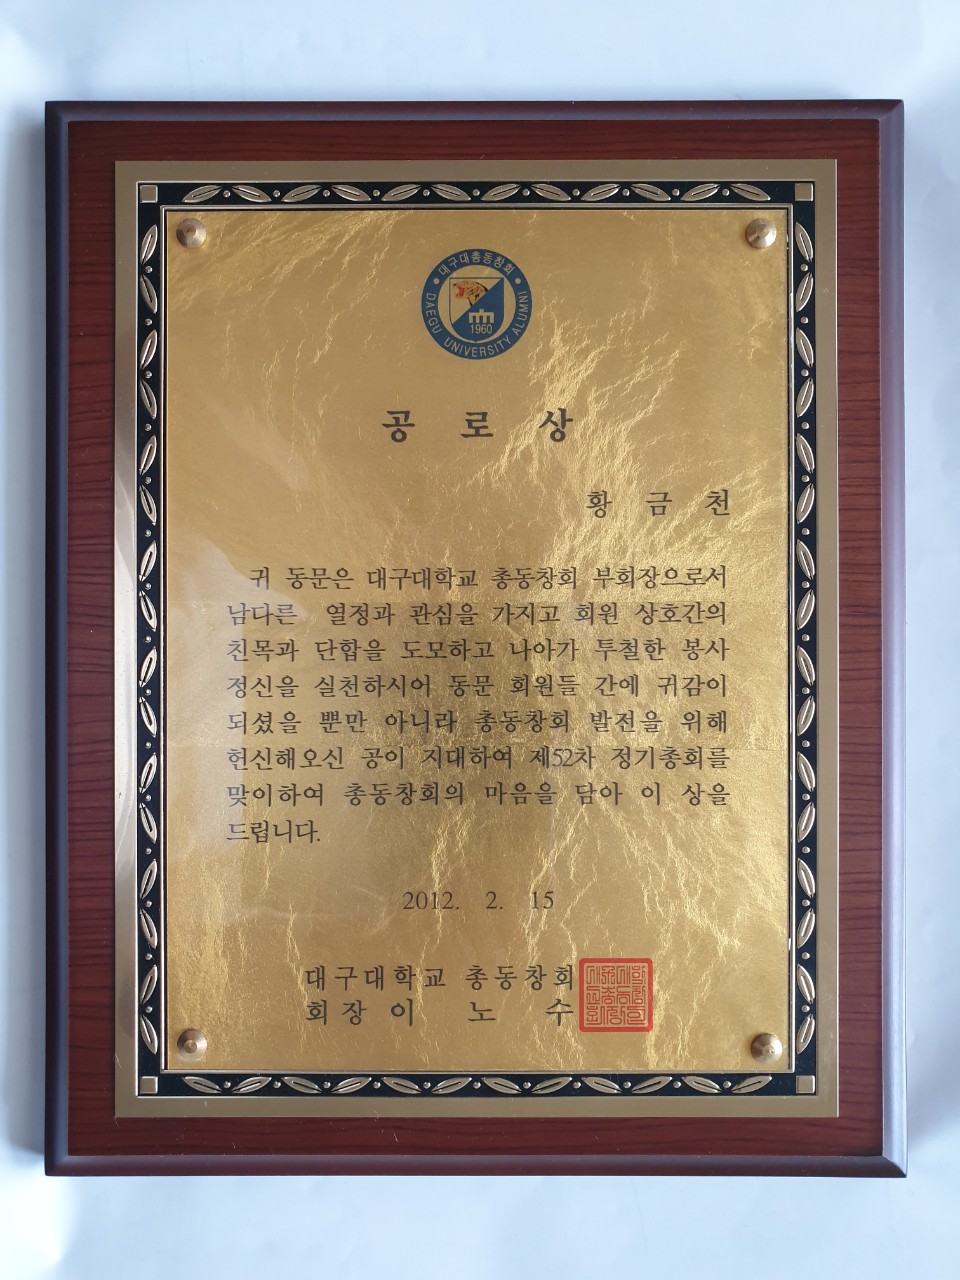 대구대총동창회
DAEGU UNIVERSITY ALUMNI
1960
공 로 상
황 금 천
귀 동문은 대구대학교 총동창회 부회장으로서
남다른 열정과 관심을 가지고 회원 상호간의
친목과 단합을 도모하고 나아가 투철한 봉사
정신을 실천하시어 동문 회원들 간에 귀감이
되셨을 뿐만 아니라 총동창회 발전을 위해
헌신해오신 공이 지대하여 제52차 정기총회를
맞이하여 총동창회의 마음을 담아 이 상을
드립니다.
2012. 2. 15
대구대학교 총동창회
회장 이 노 수